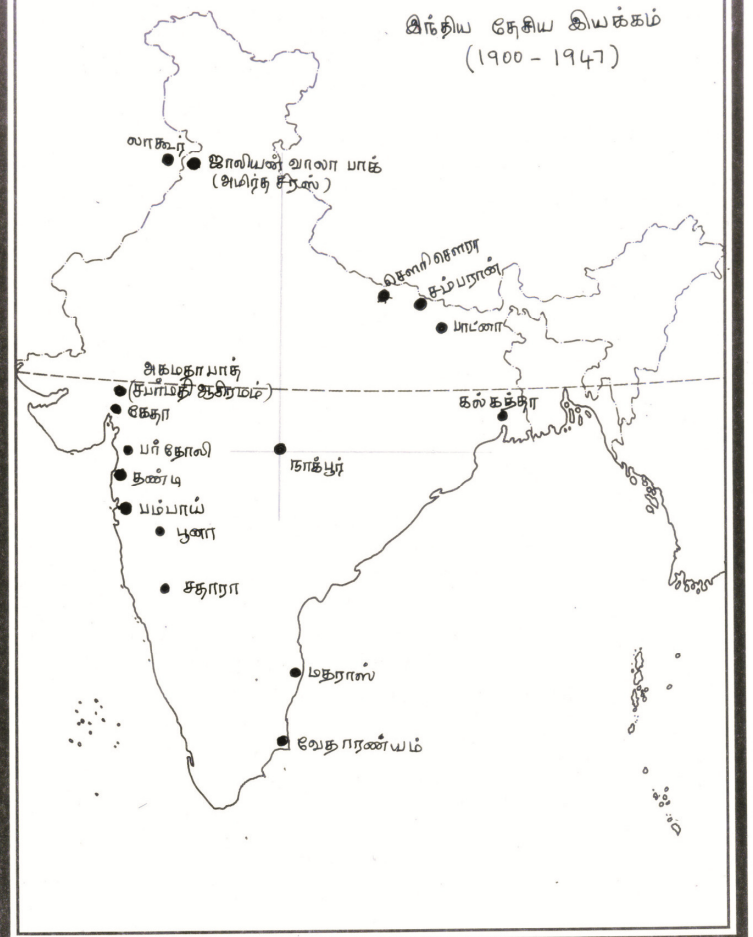 இந்திய தேசிய இயக்கம்
(1900 - 1947)
லாகூர்
ஜாலியன் வாலா பாக்
(அமிர்த சரஸ்)
சௌரி சௌரா
சம்பரான்
பாட்னா
அகமதாபாத்
(சபர்மதி ஆசிரமம்)
கேதா
கல்கத்தா
பர்தோலி
நாக்பூர்
தண்டி
பம்பாய்
பூனா
சதாரா
மதராஸ்
வேதாரண்யம்